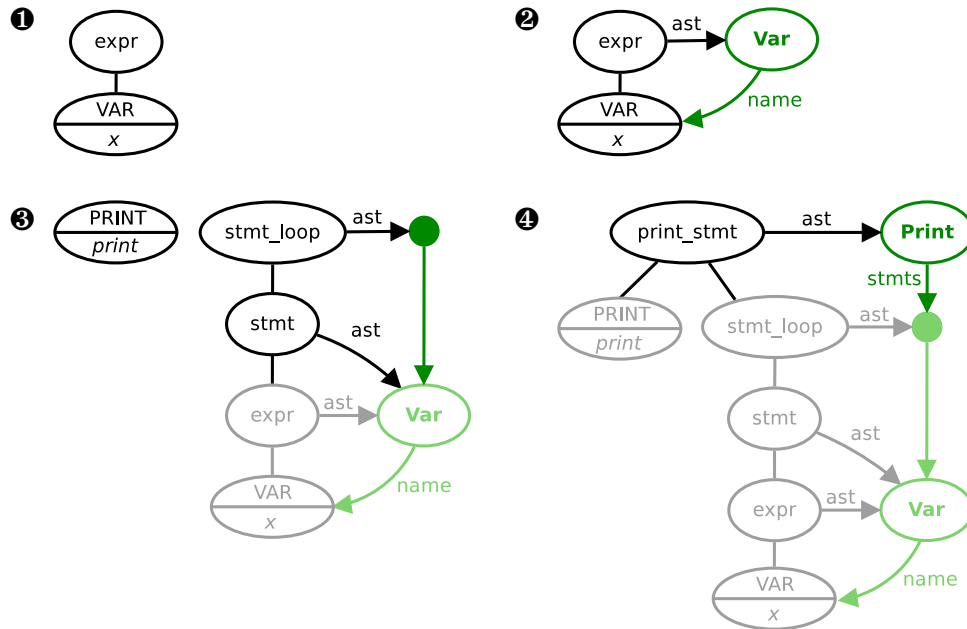 ❶
expr
VAR
x
❷
expr
ast
Var
VAR
x
name
❸
PRINT
print
stmt_loop
ast
stmt
ast
expr
ast
Var
VAR
x
name
❹
print_stmt
ast
Print
stmts
PRINT
print
stmt_loop
ast
stmt
ast
expr
ast
Var
VAR
x
name